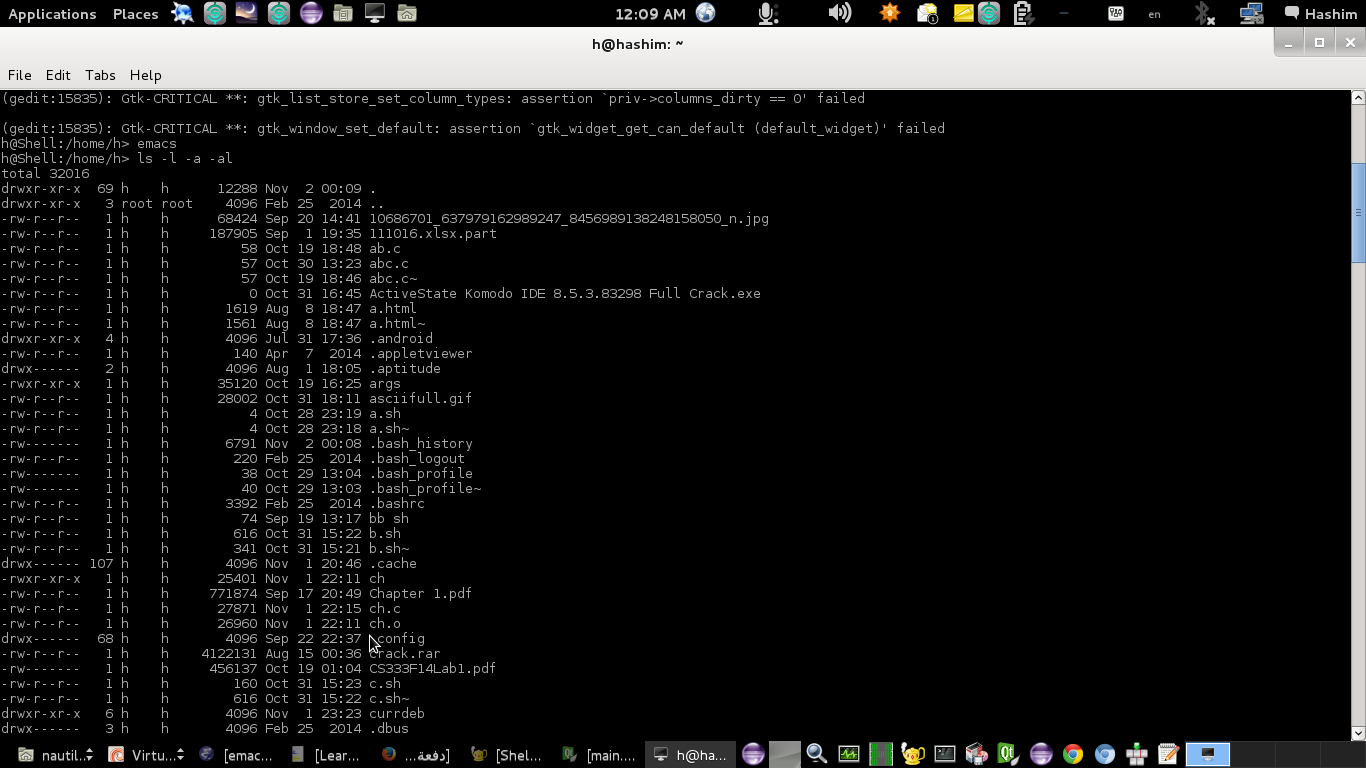 Applications Places 12:09 AM en Hashim
h@hashim: ~
File Edit Tabs Help
(gedit:15835): Gtk-CRITICAL **: gtk_list_store_set_column_types: assertion `priv->columns_dirty == 0' failed
(gedit:15835): Gtk-CRITICAL **: gtk_window_set_default: assertion `gtk_widget_get_can_default (default_widget)' failed
h@Shell:/home/h> emacs
h@Shell:/home/h> ls -l -a -al
total 32016
drwxr-xr-x 69 h h 12288 Nov 2 00:09 .
drwxr-xr-x 3 root root 4096 Feb 25 2014 ..
-rw-r--r-- 1 h h 68424 Sep 20 14:41 10686701_637979162989247_8456989138248158050_n.jpg
-rw-r--r-- 1 h h 187905 Sep 1 19:35 111016.xlsx.part
-rw-r--r-- 1 h h 58 Oct 19 18:48 ab.c
-rw-r--r-- 1 h h 57 Oct 30 13:23 abc.c
-rw-r--r-- 1 h h 57 Oct 19 18:46 abc.c~
-rw-r--r-- 1 h h 0 Oct 31 16:45 ActiveState Komodo IDE 8.5.3.83298 Full Crack.exe
-rw-r--r-- 1 h h 1619 Aug 8 18:47 a.html
-rw-r--r-- 1 h h 1561 Aug 8 18:47 a.html~
drwxr-xr-x 4 h h 4096 Jul 31 17:36 .android
-rw-r--r-- 1 h h 140 Apr 7 2014 .appletviewer
drwx------ 2 h h 4096 Aug 1 18:05 .aptitude
-rwxr-xr-x 1 h h 35120 Oct 19 16:25 args
-rw-r--r-- 1 h h 28002 Oct 31 18:11 asciifull.gif
-rw-r--r-- 1 h h 4 Oct 28 23:19 a.sh
-rw-r--r-- 1 h h 4 Oct 28 23:18 a.sh~
-rw------- 1 h h 6791 Nov 2 00:08 .bash_history
-rw-r--r-- 1 h h 220 Feb 25 2014 .bash_logout
-rw------- 1 h h 38 Oct 29 13:04 .bash_profile
-rw------- 1 h h 40 Oct 29 13:03 .bash_profile~
-rw-r--r-- 1 h h 3392 Feb 25 2014 .bashrc
-rw-r--r-- 1 h h 74 Sep 19 13:17 bb sh
-rw-r--r-- 1 h h 616 Oct 31 15:22 b.sh
-rw-r--r-- 1 h h 341 Oct 31 15:21 b.sh~
drwx------ 107 h h 4096 Nov 1 20:46 .cache
-rwxr-xr-x 1 h h 25401 Nov 1 22:11 ch
-rw-r--r-- 1 h h 771874 Sep 17 20:49 Chapter 1.pdf
-rw-r--r-- 1 h h 27871 Nov 1 22:15 ch.c
-rw-r--r-- 1 h h 26960 Nov 1 22:11 ch.o
drwx------ 68 h h 4096 Sep 22 22:37 .config
-rw-r--r-- 1 h h 4122131 Aug 15 00:36 crack.rar
-rw-r--r-- 1 h h 456137 Oct 19 01:04 CS333F14Lab1.pdf
-rw-r--r-- 1 h h 160 Oct 31 15:23 c.sh
-rw-r--r-- 1 h h 616 Oct 31 15:22 c.sh~
drwxr-xr-x 6 h h 4096 Nov 1 23:23 currdeb
drwx------ 3 h h 4096 Feb 25 2014 .dbus
nautil... Virtu... [emac... [Lear... [دفعة... [Shel... [main.... h@ha...